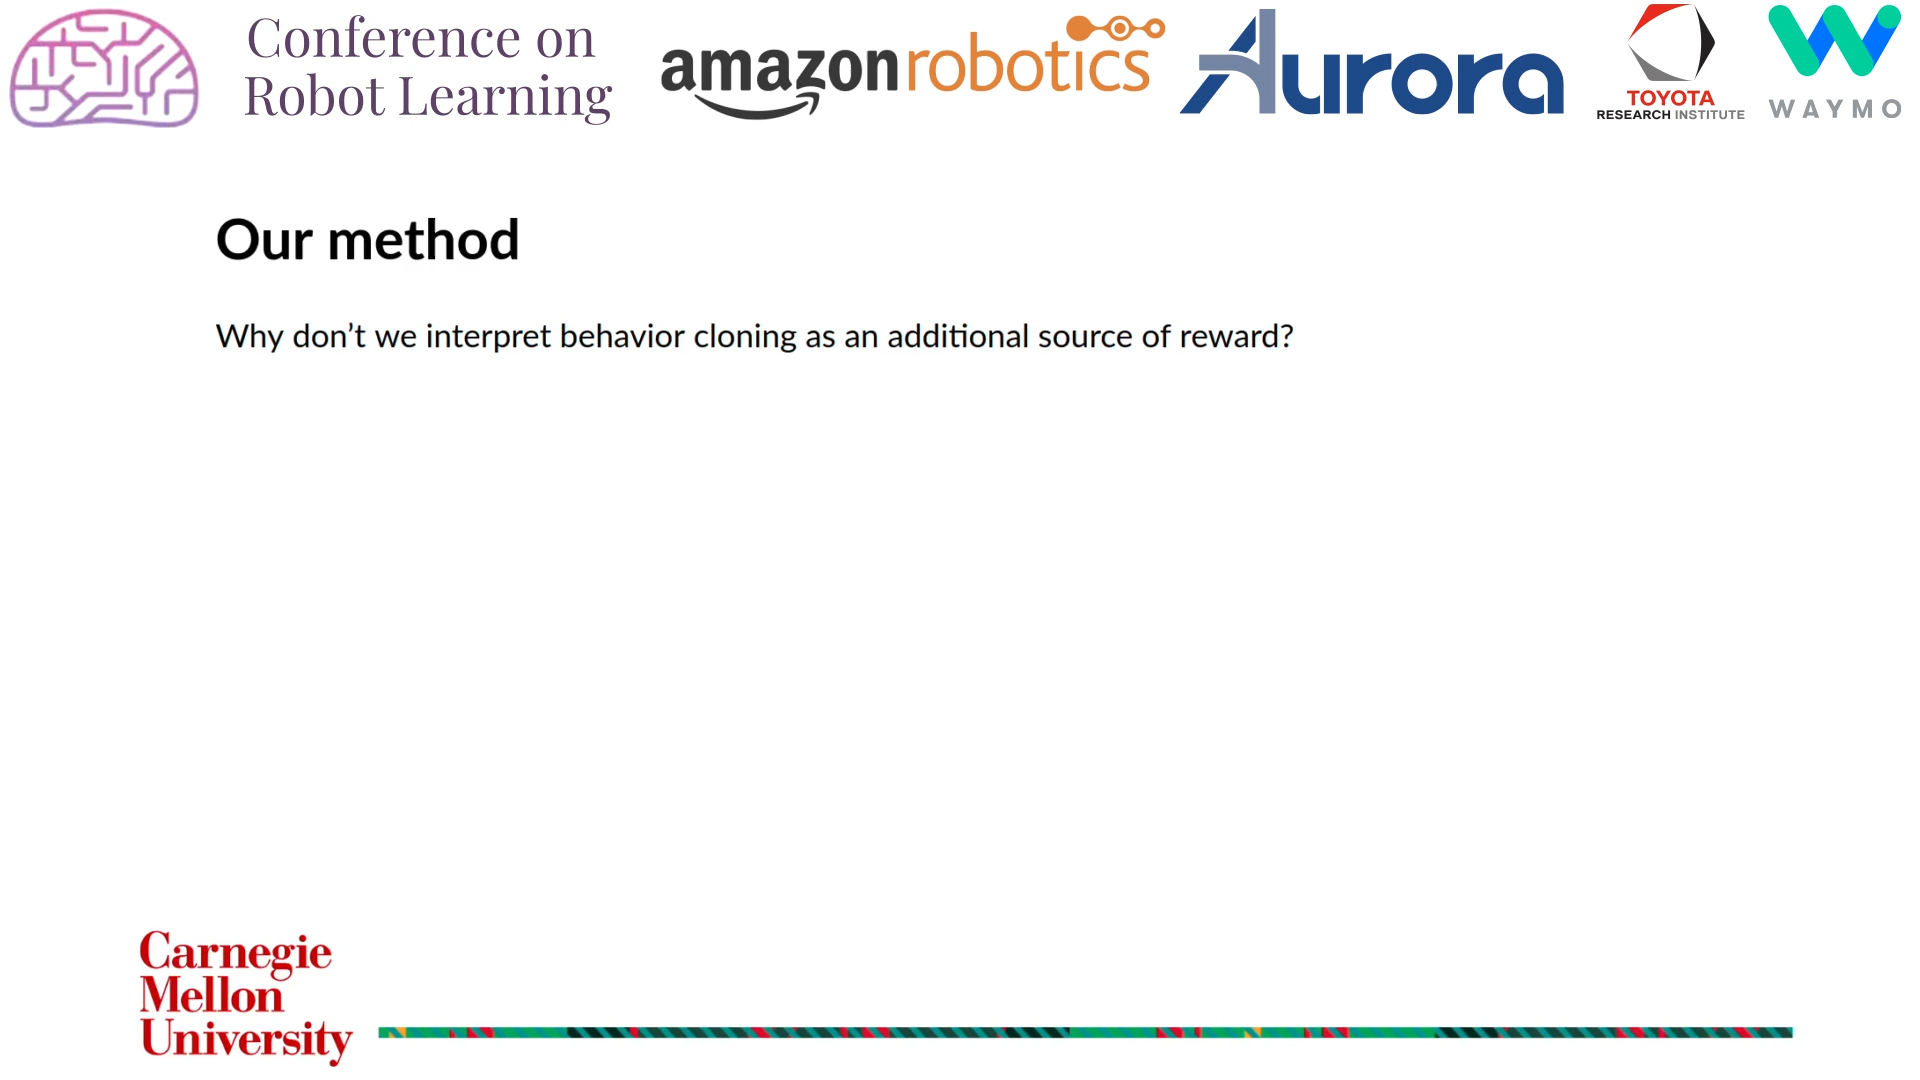 Conference on
Robot Learning
amazon robotics
Aurora
TOYOTA
RESEARCH INSTITUTE
WAYMO
Our method
Why don’t we interpret behavior cloning as an additional source of reward?
Carnegie
Mellon
University